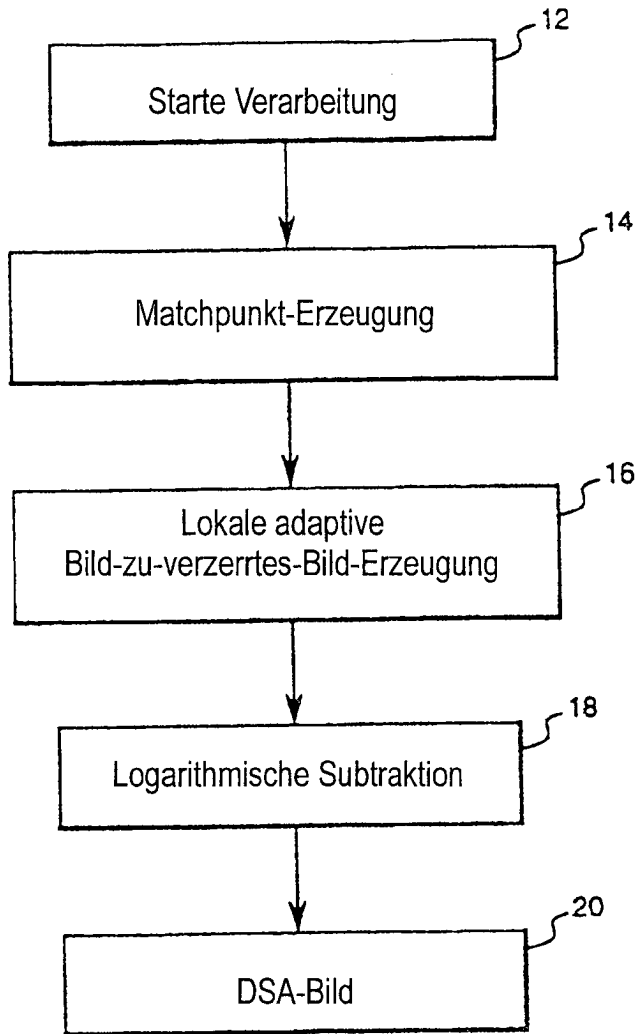 12
Starte Verarbeitung
14
Matchpunkt-Erzeugung
16
Lokale adaptive
Bild-zu-verzerrtes-Bild-Erzeugung
18
Logarithmische Subtraktion
20
DSA-Bild